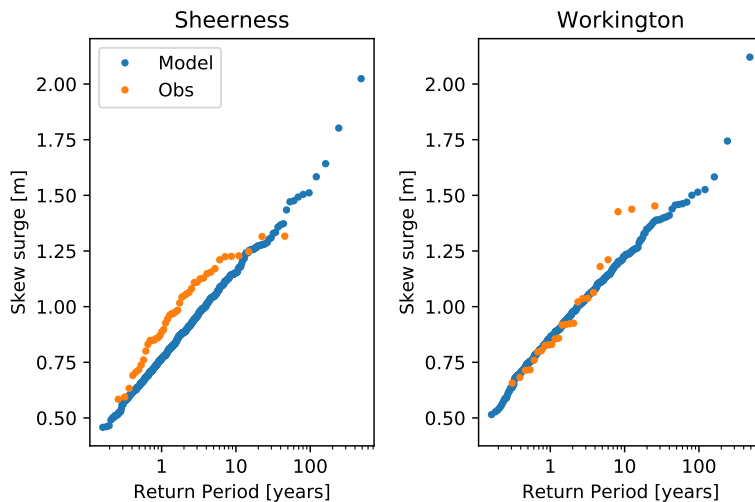 Sheerness
Skew surge [m]
2.00
1.75
1.50
1.25
1.00
0.75
0.50
Model
Obs
1
10
100
Return Period [years]
Workington
Skew surge [m]
2.00
1.75
1.50
1.25
1.00
0.75
0.50
1
10
100
Return Period [years]